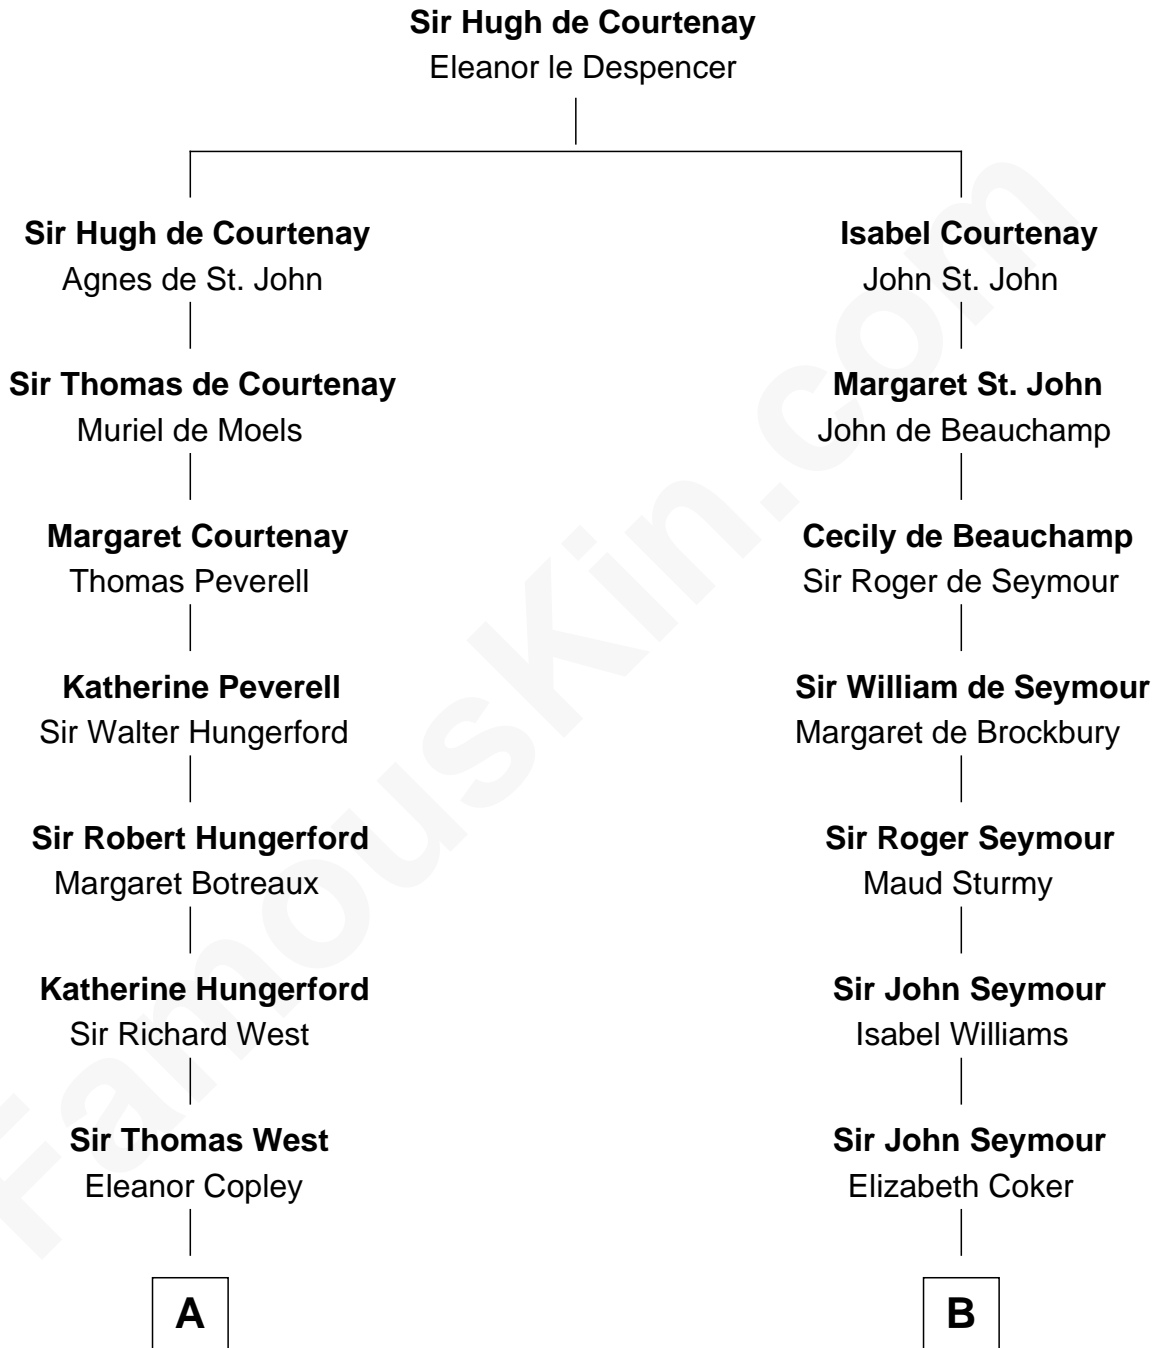 Sir Hugh de Courtenay
Eleanor le Despencer
Sir Hugh de Courtenay
Agnes de St. John
Sir Thomas de Courtenay
Muriel de Moels
Margaret Courtenay
Thomas Peverell
Katherine Peverell
Sir Walter Hungerford
Sir Robert Hungerford
Margaret Botreaux
Katherine Hungerford
Sir Richard West
Sir Thomas West
Eleanor Copley
A
Isabel Courtenay
John St. John
Margaret St. John
John de Beauchamp
Cecily de Beauchamp
Sir Roger de Seymour
Sir William de Seymour
Margaret de Brockbury
Sir Roger Seymour
Maud Sturmy
Sir John Seymour
Isabel Williams
Sir John Seymour
Elizabeth Coker
B
FamousKin.com